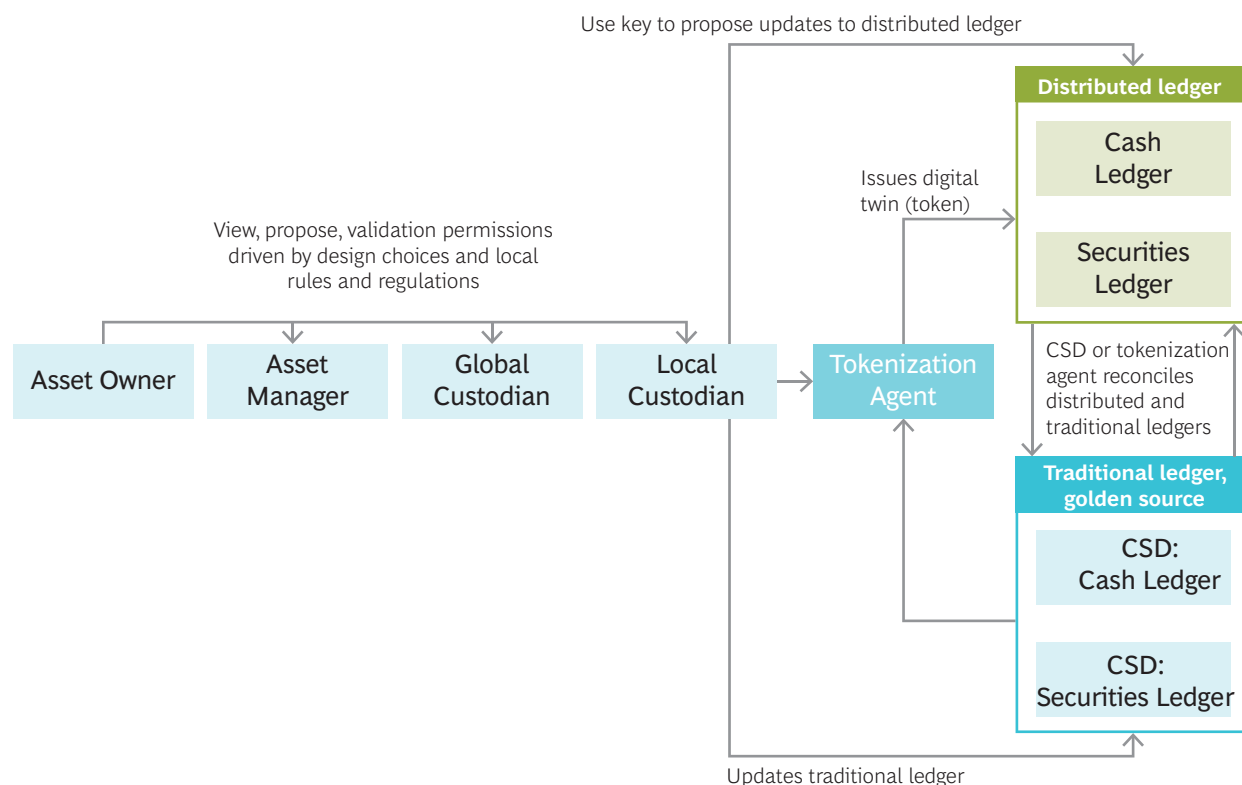 Use key to propose updates to distributed ledger
Distributed ledger
Cash
Ledger
Issues digital
twin (token)
Securities
Ledger
View, propose, validation permissions
driven by design choices and local
rules and regulations
Asset Owner
Asset
Manager
Global
Custodian
Local
Custodian
Tokenization
Agent
CSD or tokenization
agent reconciles
distributed and
traditional ledgers
Traditional ledger,
golden source
CSD:
Cash Ledger
CSD:
Securities Ledger
Updates traditional ledger